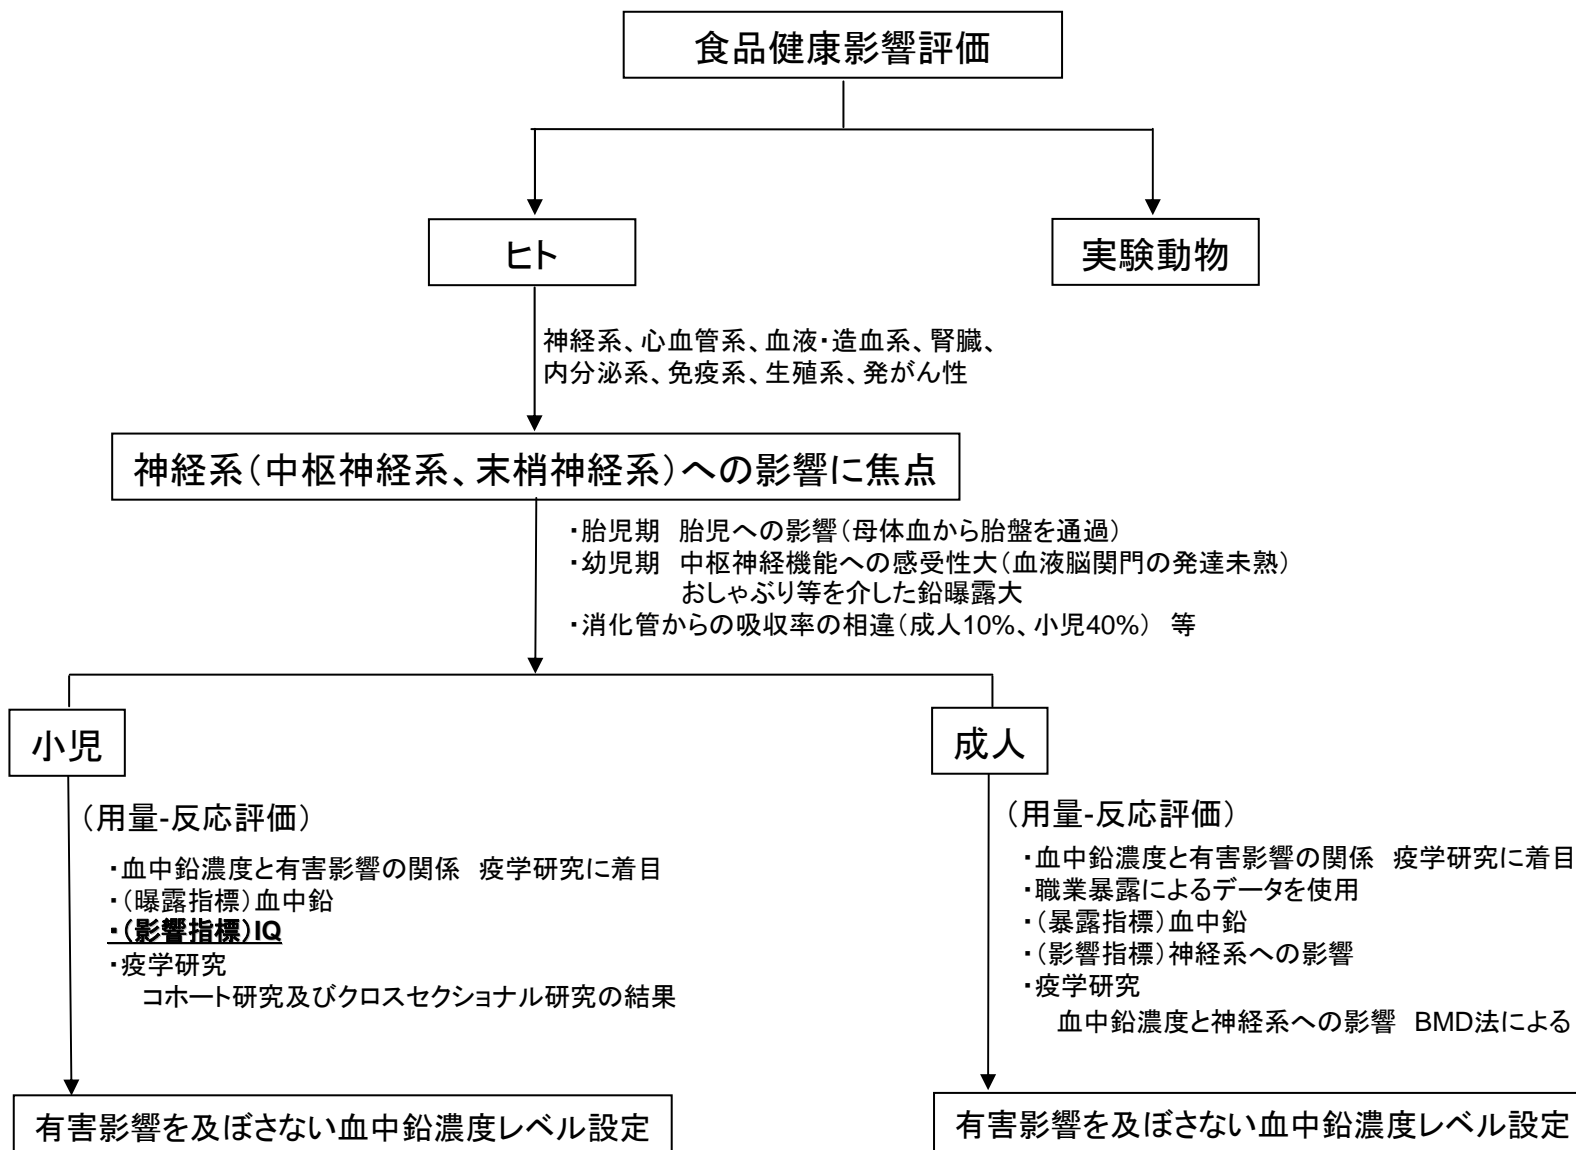 食品健康影響評価
ヒト
実験動物
神経系、心血管系、血液・造血系、腎臓、
内分泌系、免疫系、生殖系、発がん性
神経系（中枢神経系、末梢神経系）への影響に焦点
・胎児期　胎児への影響（母体血から胎盤を通過）
・幼児期　中枢神経機能への感受性大（血液脳関門の発達未熟）
おしゃぶり等を介した鉛曝露大
・消化管からの吸収率の相違（成人10%、小児40%）　等
小児
（用量-反応評価）
・血中鉛濃度と有害影響の関係　疫学研究に着目
・（曝露指標）血中鉛
・（影響指標）IQ
・疫学研究
コホート研究及びクロスセクショナル研究の結果
有害影響を及ぼさない血中鉛濃度レベル設定
成人
（用量-反応評価）
・血中鉛濃度と有害影響の関係　疫学研究に着目
・職業暴露によるデータを使用
・（暴露指標）血中鉛
・（影響指標）神経系への影響
・疫学研究
血中鉛濃度と神経系への影響　BMD法による
有害影響を及ぼさない血中鉛濃度レベル設定